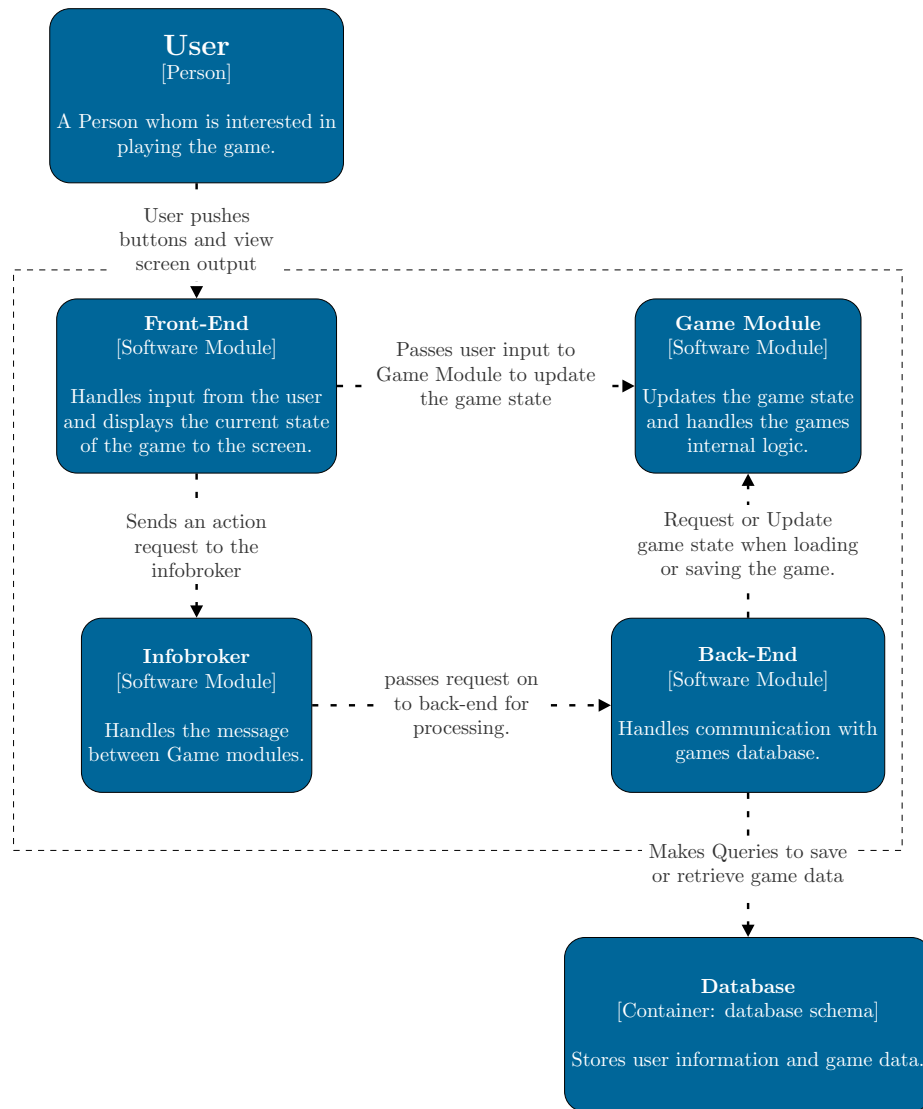 User
[Person]
A Person whom is interested in
playing the game.
User pushes
buttons and view
screen output
Front-End
[Software Module]
Handles input from the user
and displays the current state
of the game to the screen.
Passes user input to
Game Module to update
the game state
Game Module
[Software Module]
Updates the game state
and handles the games
internal logic.
Sends an action
request to the
infobroker
Request or Update
game state when loading
or saving the game.
Infobroker
[Software Module]
Handles the message
between Game modules.
passes request on
to back-end for
processing.
Back-End
[Software Module]
Handles communication with
games database.
Makes Queries to save
or retrieve game data
Database
[Container: database schema]
Stores user information and game data.